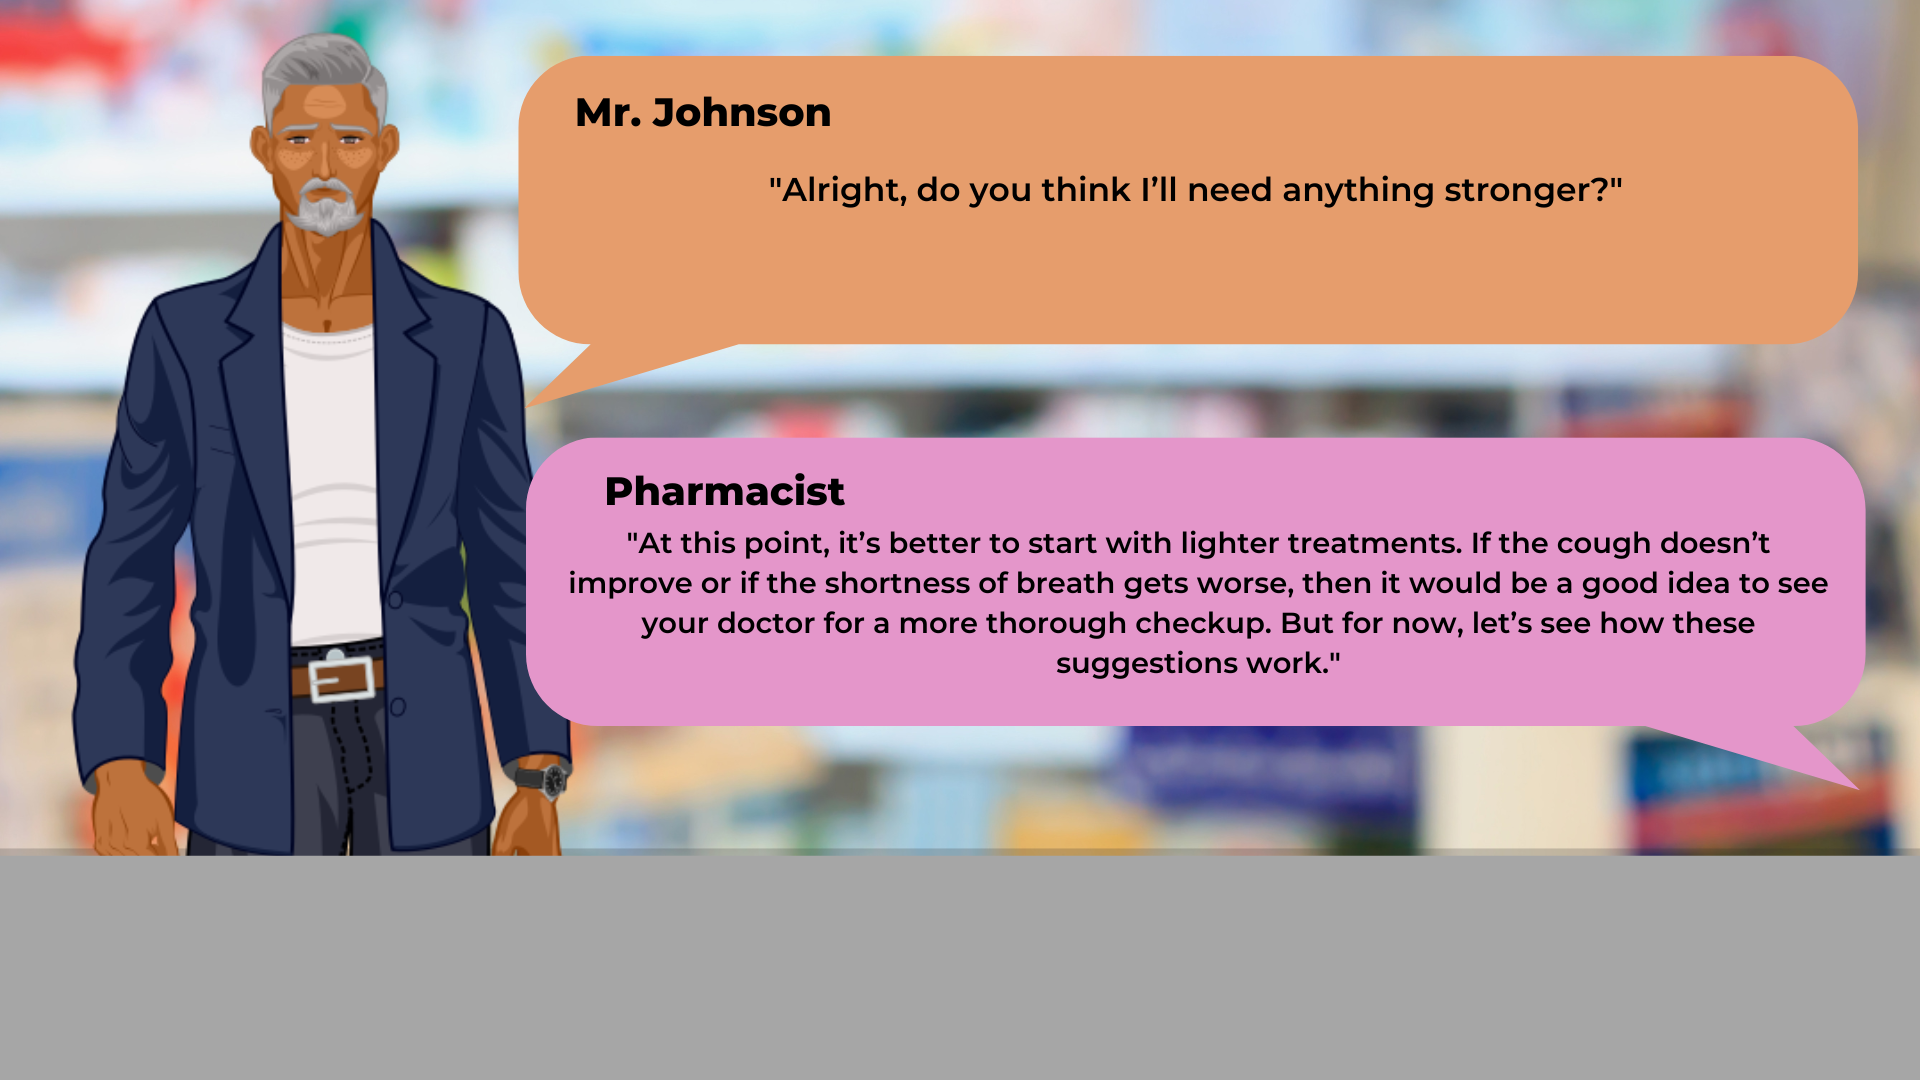 Mr. Johnson
"Alright, do you think I’ll need anything stronger?"
Pharmacist
"At this point, it’s better to start with lighter treatments. If the cough doesn’t
improve or if the shortness of breath gets worse, then it would be a good idea to see
your doctor for a more thorough checkup. But for now, let’s see how these
suggestions work."